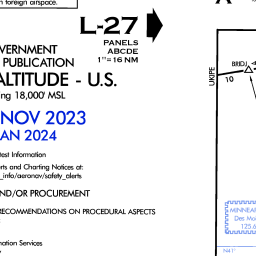 n foreign airspace.
L-27
PANELS
ABCDE
1"=16 NM
VERNMENT
PUBLICATION
ALTITUDE - U.S.
ng 18,000' MSL
NOV 2023
AN 2024
test Information
rts and Charting Notices at:
_info/aeronav/safety_alerts
ND/OR PROCUREMENT
RECOMMENDATIONS ON PROCEDURAL ASPECTS
:
mation Services
A
UKIPE
BRIDJ
10
MINNEAP
Des Mo
125.6
N41°